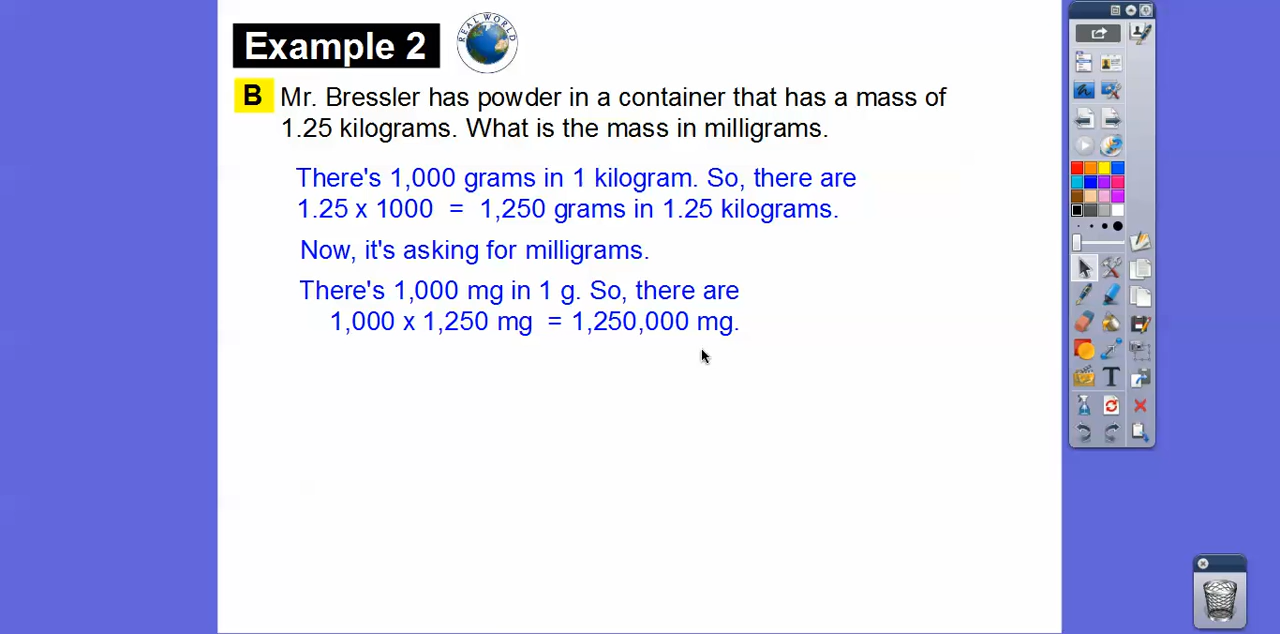 Example 2
REAL WORLD
B Mr. Bressler has powder in a container that has a mass of
1.25 kilograms. What is the mass in milligrams.
There's 1,000 grams in 1 kilogram. So, there are
1.25 x 1000 = 1,250 grams in 1.25 kilograms.
Now, it's asking for milligrams.
There's 1,000 mg in 1 g. So, there are
1,000 x 1,250 mg = 1,250,000 mg.
T